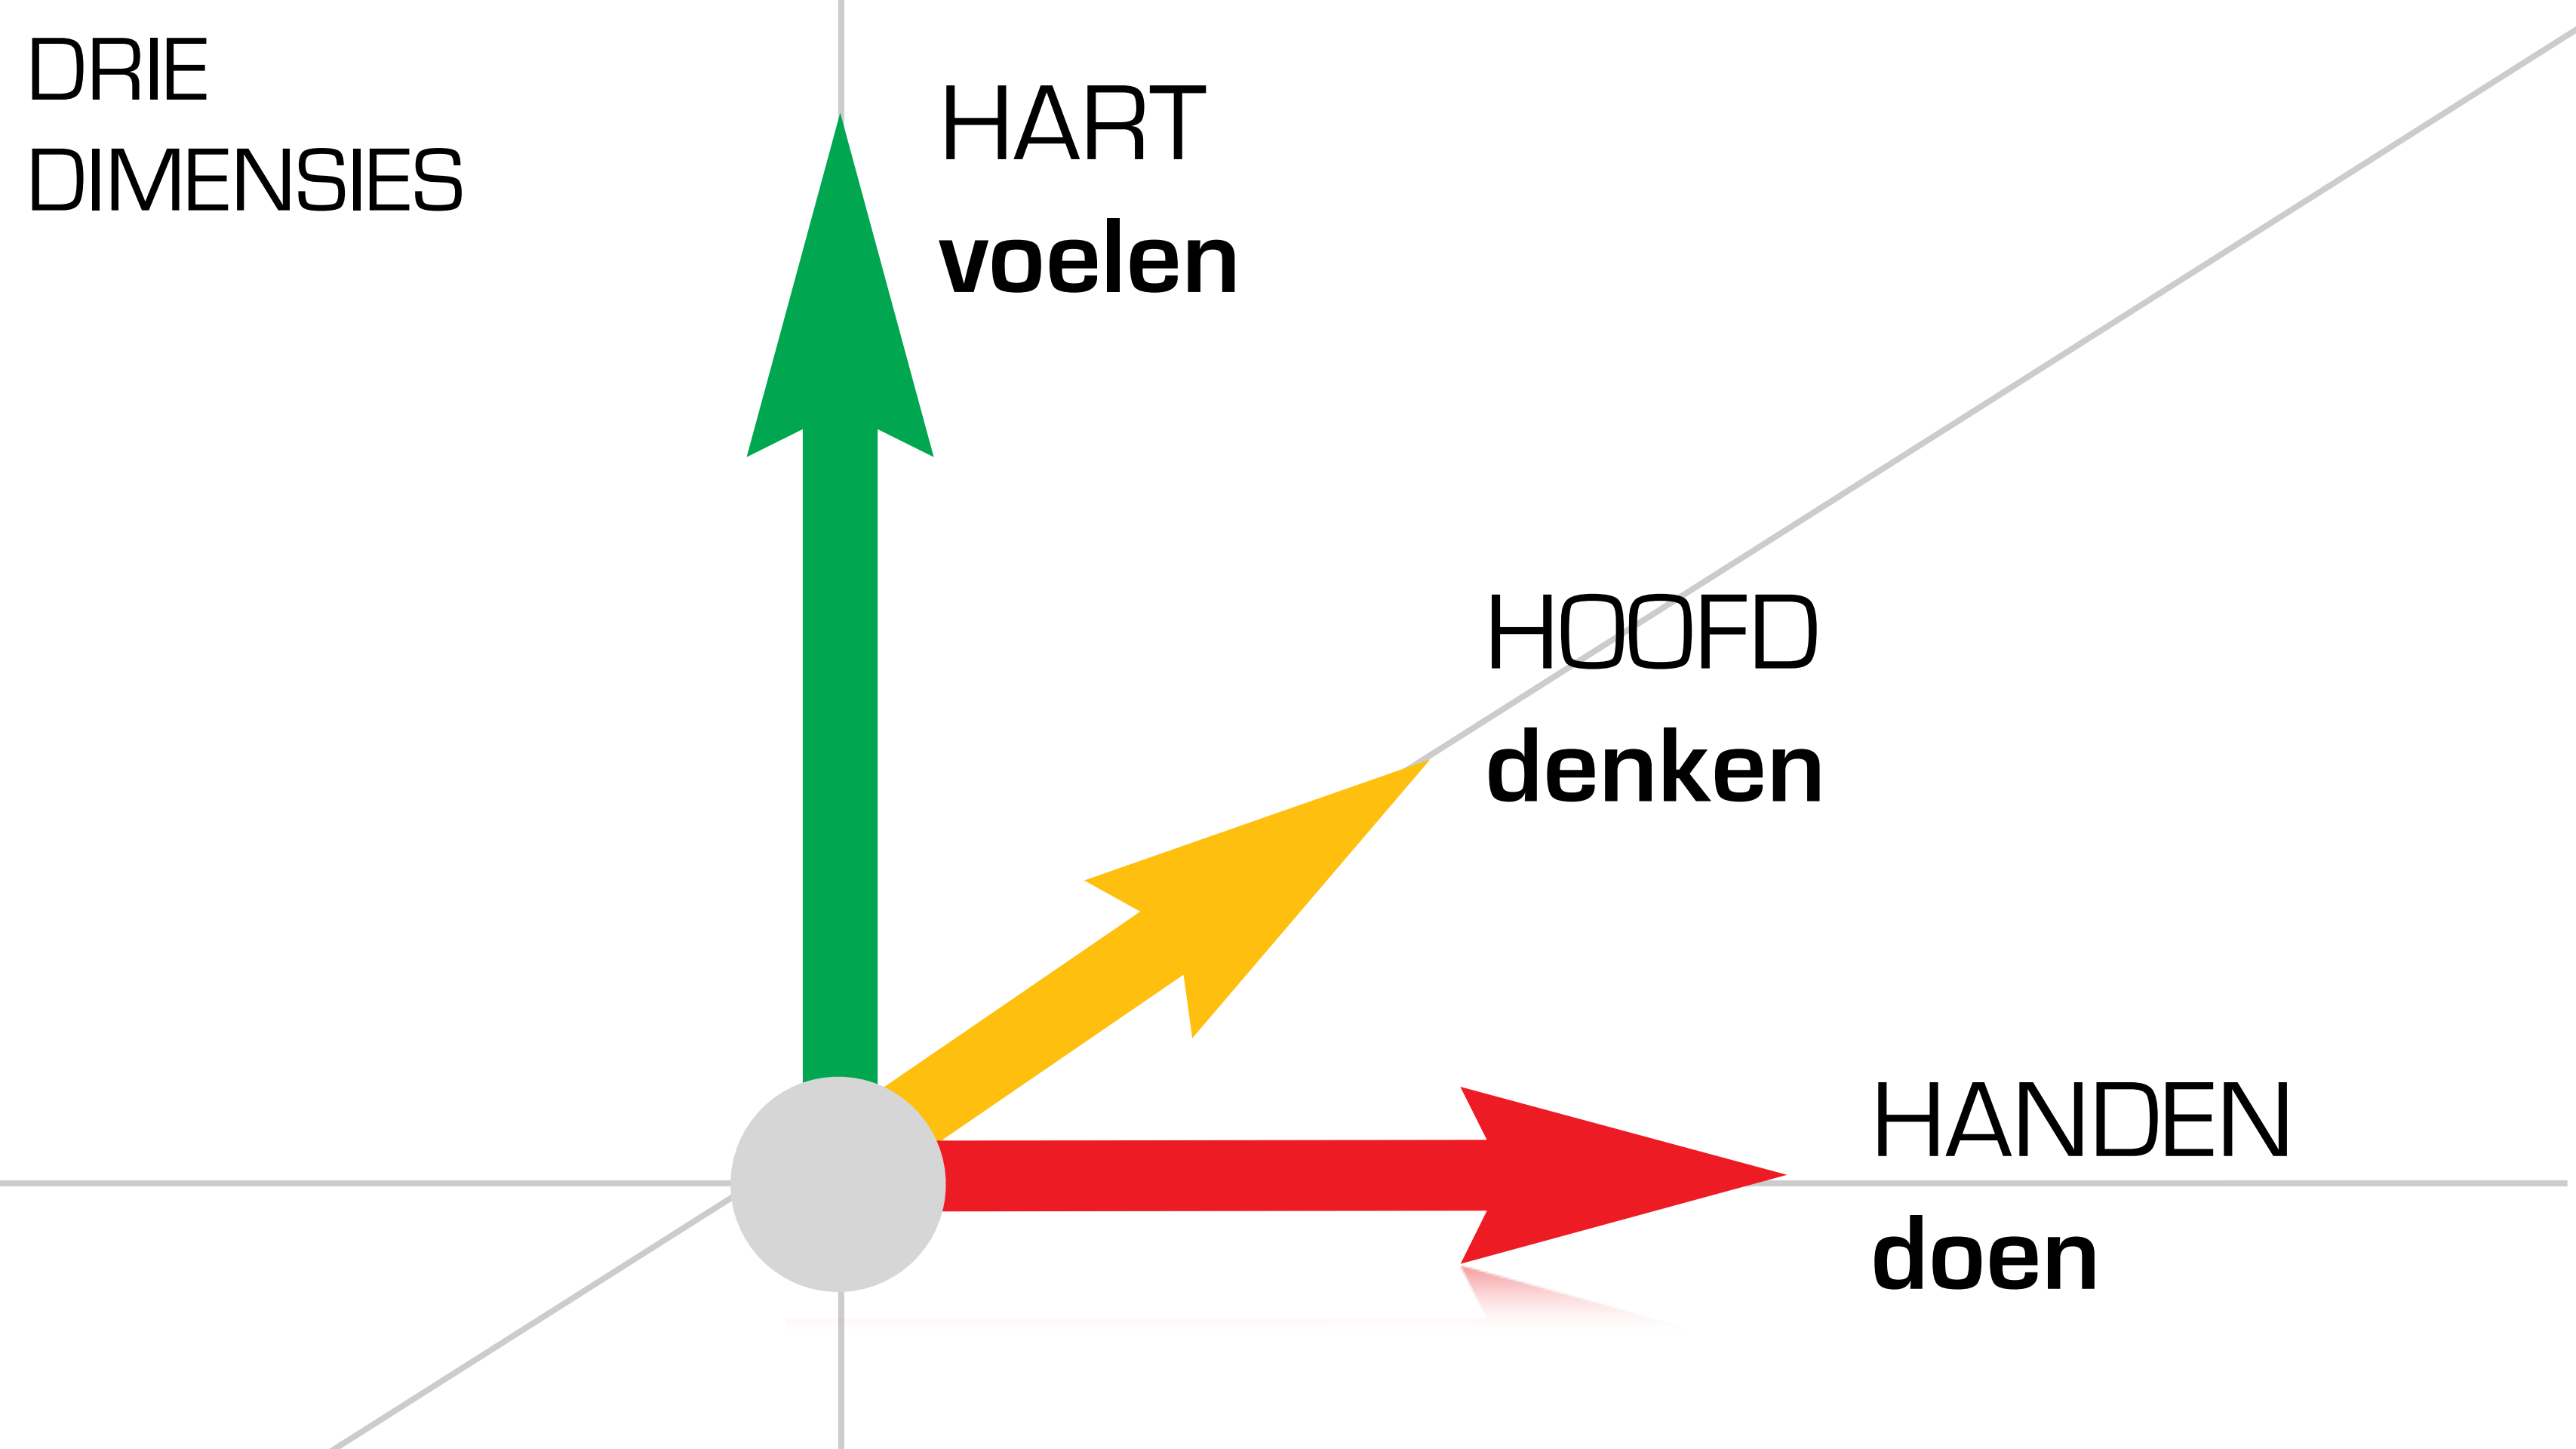 DRIE
DIMENSIES
HART
voelen
HOOFD
denken
HANDEN
doen